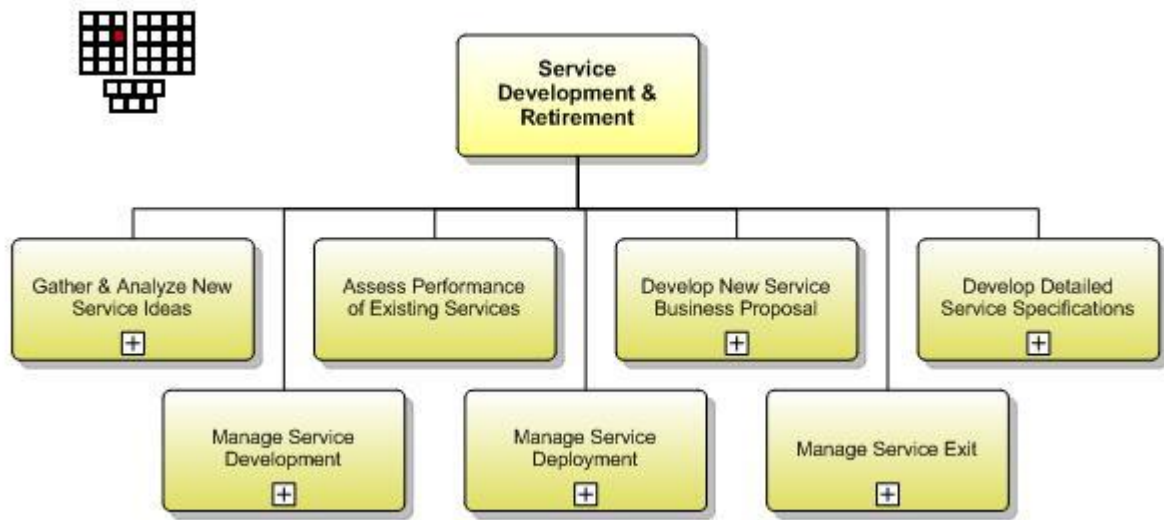 Service
Development &
Retirement
Gather & Analyze New
Service Ideas
Assess Performance
of Existing Services
Develop New Service
Business Proposal
Develop Detailed
Service Specifications
Manage Service
Development
Manage Service
Deployment
Manage Service Exit